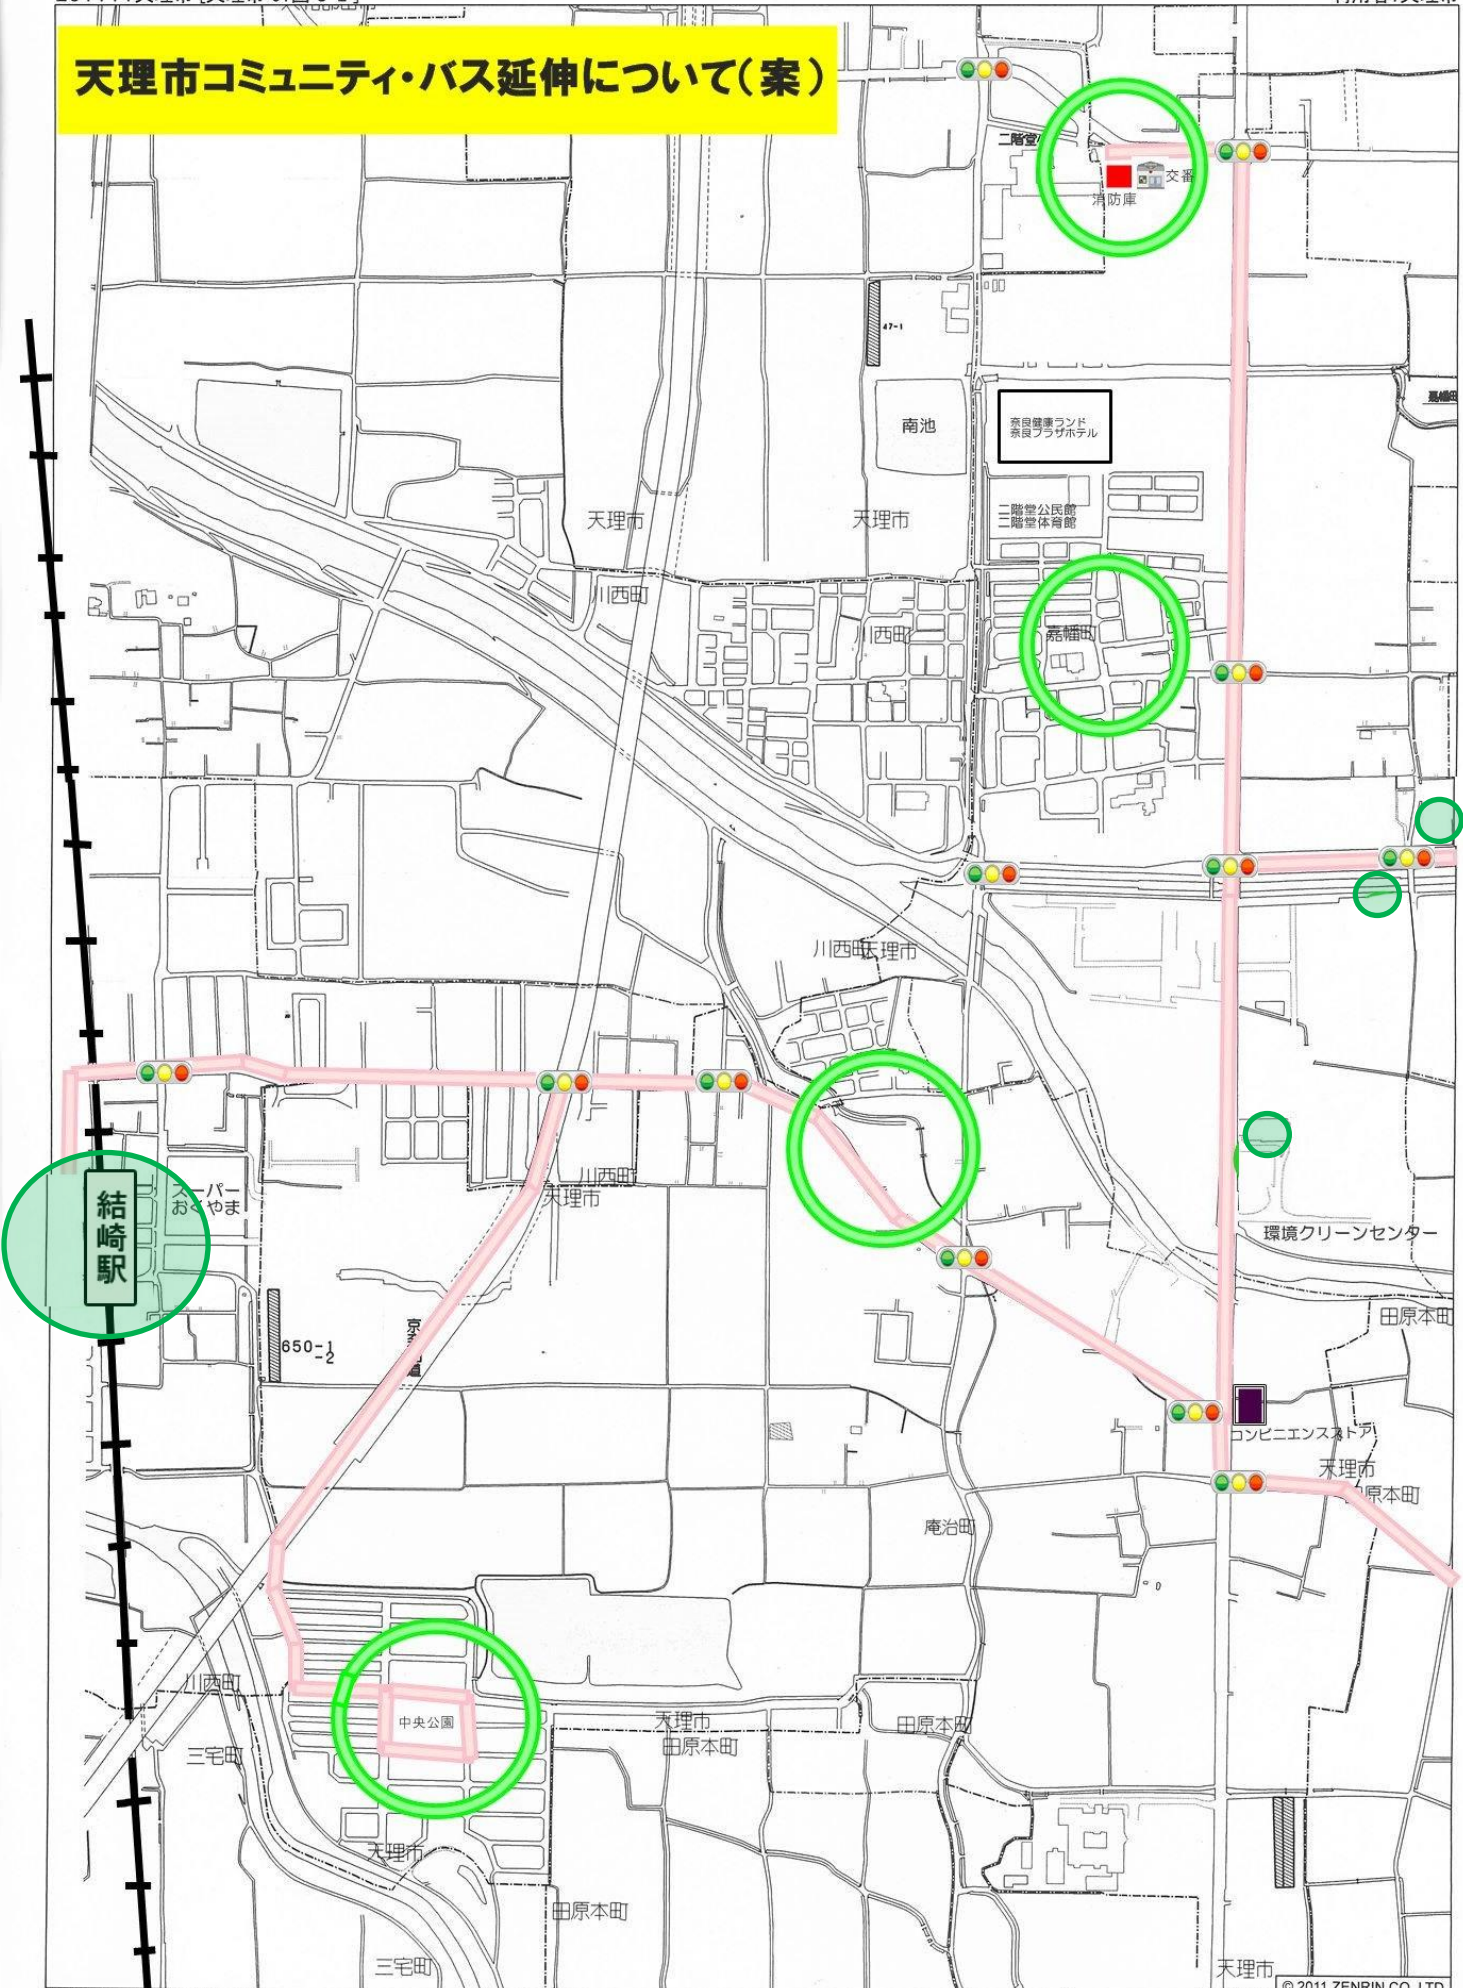 天理市コミュニティ・バス延伸について(案)
二階堂
交番
消防庫
47-1
南池
奈良健康ランド
奈良プラザホテル
天理市
天理市
二階堂公民館
二階堂体育館
川西町
川西町
嘉幡町
川西町
天理市
スーパー
おくやま
川西町
天理市
結崎駅
環境クリーンセンター
田原本町
650-1
-2
コンビニエンスストア
天理市
田原本町
庵治町
川西町
中央公園
天理市
田原本町
田原本町
三宅町
天理市
田原本町
三宅町
天理市
© 2011 ZENRIN CO., LTD